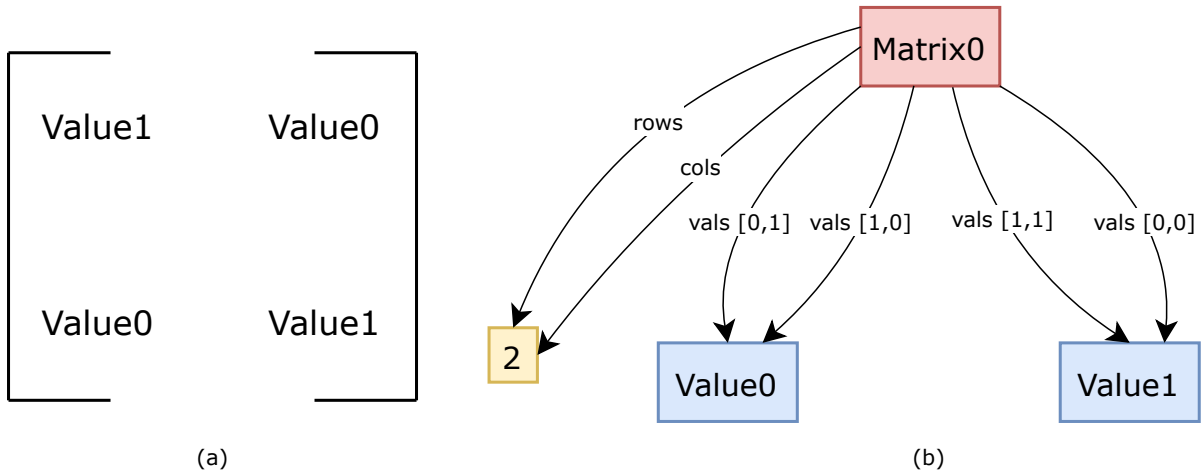 Value1 Value0
Value0 Value1
(a)
Matrix0
rows
cols
vals [0,1]
vals [1,0]
vals [1,1]
vals [0,0]
2
Value0
Value1
(b)